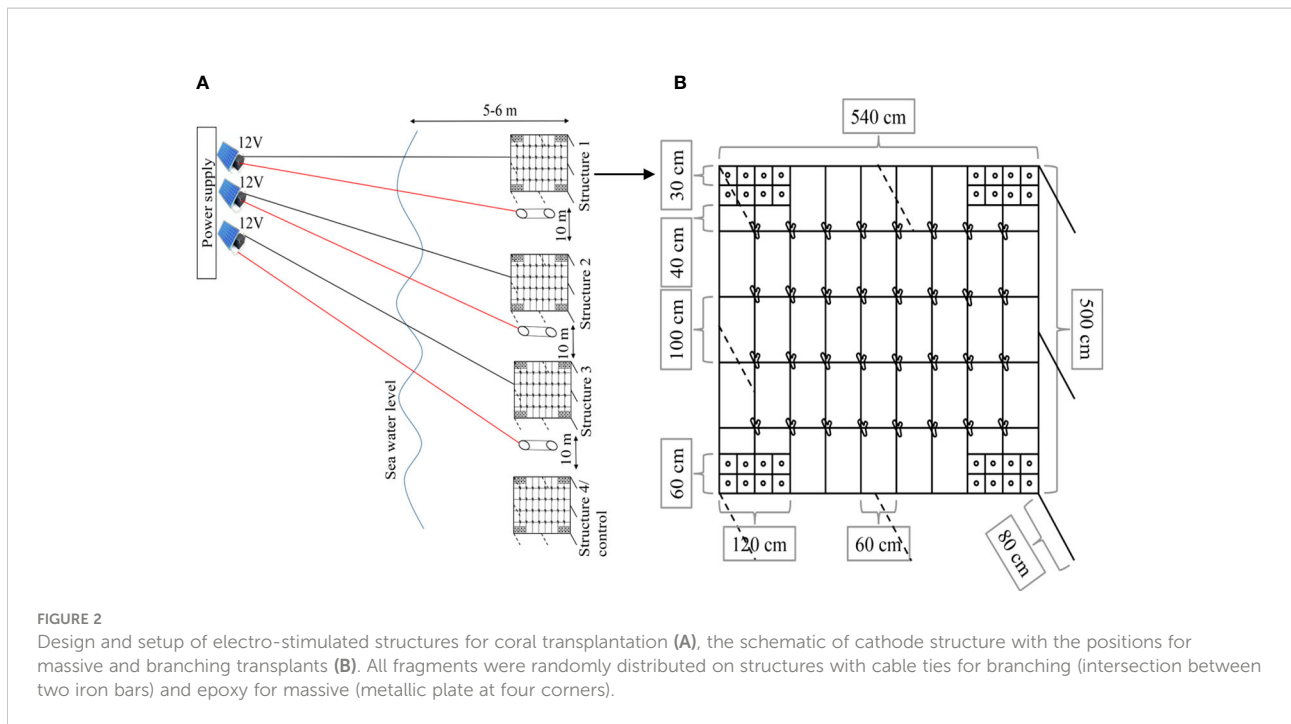 A
B
5-6 m
12V
12V
12V
Power supply
Sea water level
Structure 1
10 m
Structure 2
10 m
Structure 3
10 m
Structure 4/
control
540 cm
30 cm
40 cm
100 cm
60 cm
500 cm
120 cm
60 cm
80 cm
FIGURE 2
Design and setup of electro-stimulated structures for coral transplantation (A), the schematic of cathode structure with the positions for
massive and branching transplants (B). All fragments were randomly distributed on structures with cable ties for branching (intersection between
two iron bars) and epoxy for massive (metallic plate at four corners).